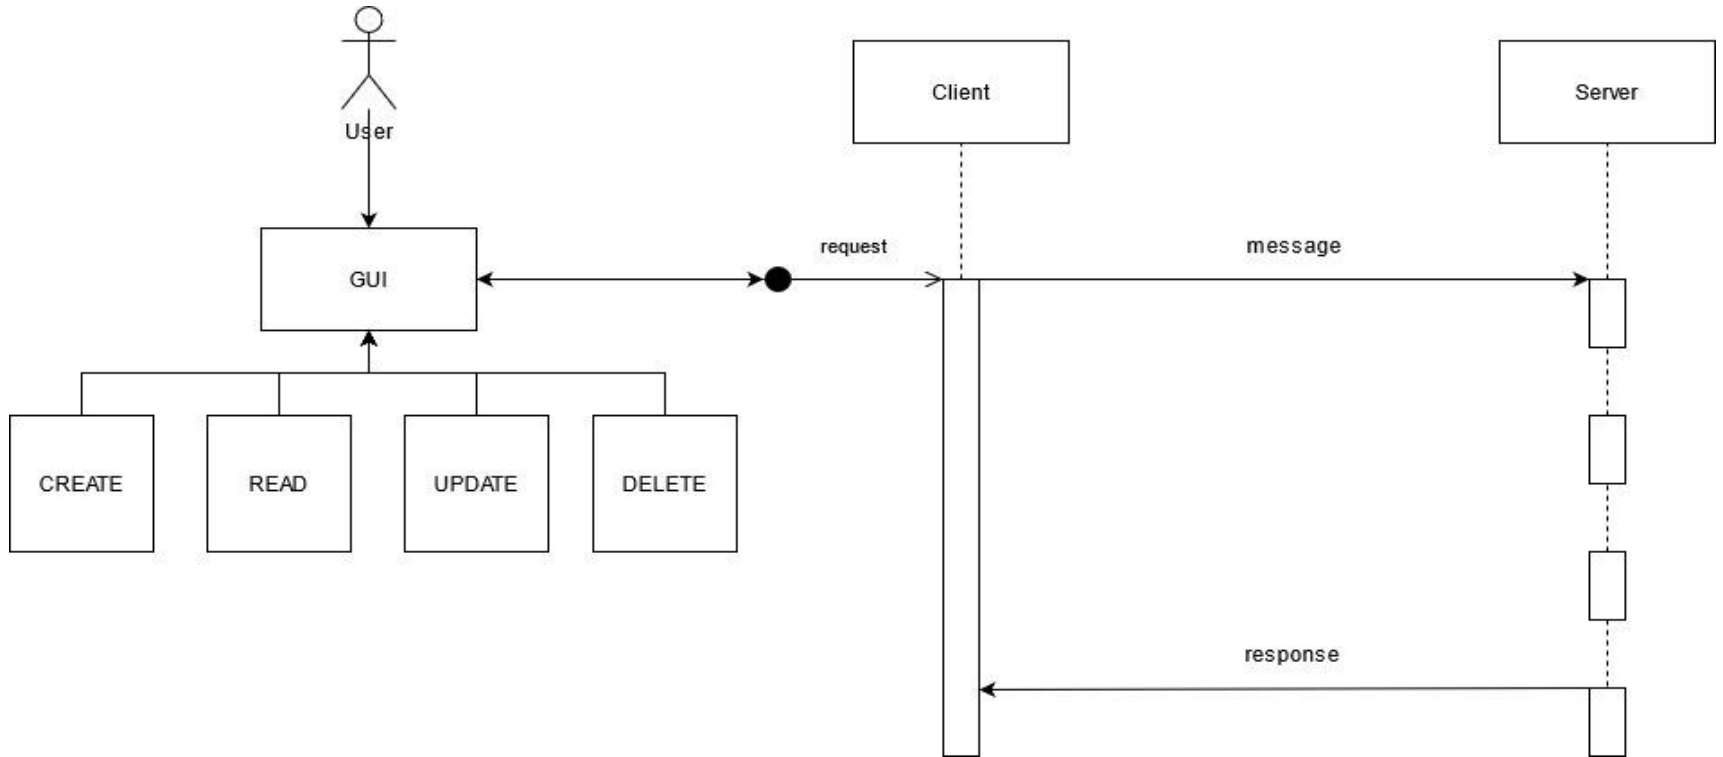 User
Client
Server
GUI
request
message
CREATE
READ
UPDATE
DELETE
response